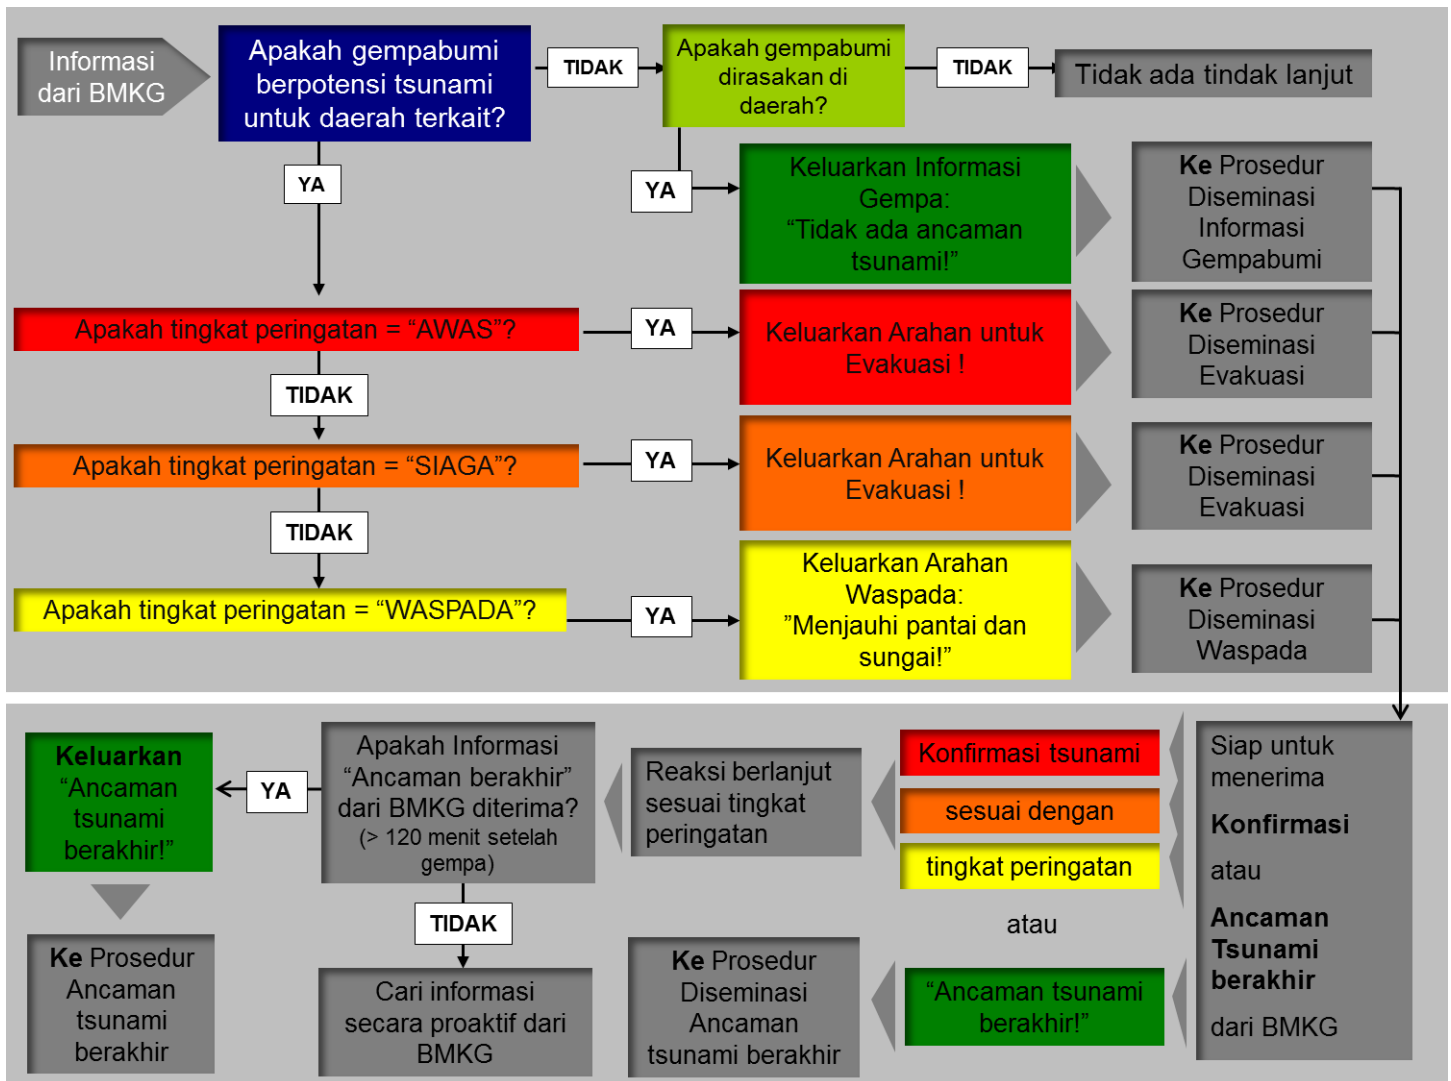 Informasi
dari BMKG
Apakah gempabumi
berpotensi tsunami
untuk daerah terkait?
TIDAK
Apakah gempabumi
dirasakan di
daerah?
TIDAK
Tidak ada tindak lanjut
YA
YA
Keluarkan Informasi
Gempa:
“Tidak ada ancaman
tsunami!”
Ke Prosedur
Diseminasi
Informasi
Gempabumi
Apakah tingkat peringatan = “AWAS”?
YA
Keluarkan Arahan untuk
Evakuasi !
Ke Prosedur
Diseminasi
Evakuasi
TIDAK
Apakah tingkat peringatan = “SIAGA”?
YA
Keluarkan Arahan untuk
Evakuasi !
Ke Prosedur
Diseminasi
Evakuasi
TIDAK
Apakah tingkat peringatan = “WASPADA”?
YA
Keluarkan Arahan
Waspada:
”Menjauhi pantai dan
sungai!”
Ke Prosedur
Diseminasi
Waspada
Siap untuk
menerima
Konfirmasi
atau
Ancaman
Tsunami
berakhir
dari BMKG
Konfirmasi tsunami
sesuai dengan
tingkat peringatan
atau
“Ancaman tsunami
berakhir!”
Reaksi berlanjut
sesuai tingkat
peringatan
Ke Prosedur
Diseminasi
Ancaman
tsunami berakhir
Apakah Informasi
“Ancaman berakhir”
dari BMKG diterima?
(> 120 menit setelah
gempa)
YA
TIDAK
Cari informasi
secara proaktif dari
BMKG
Keluarkan
“Ancaman
tsunami
berakhir!”
Ke Prosedur
Ancaman
tsunami
berakhir